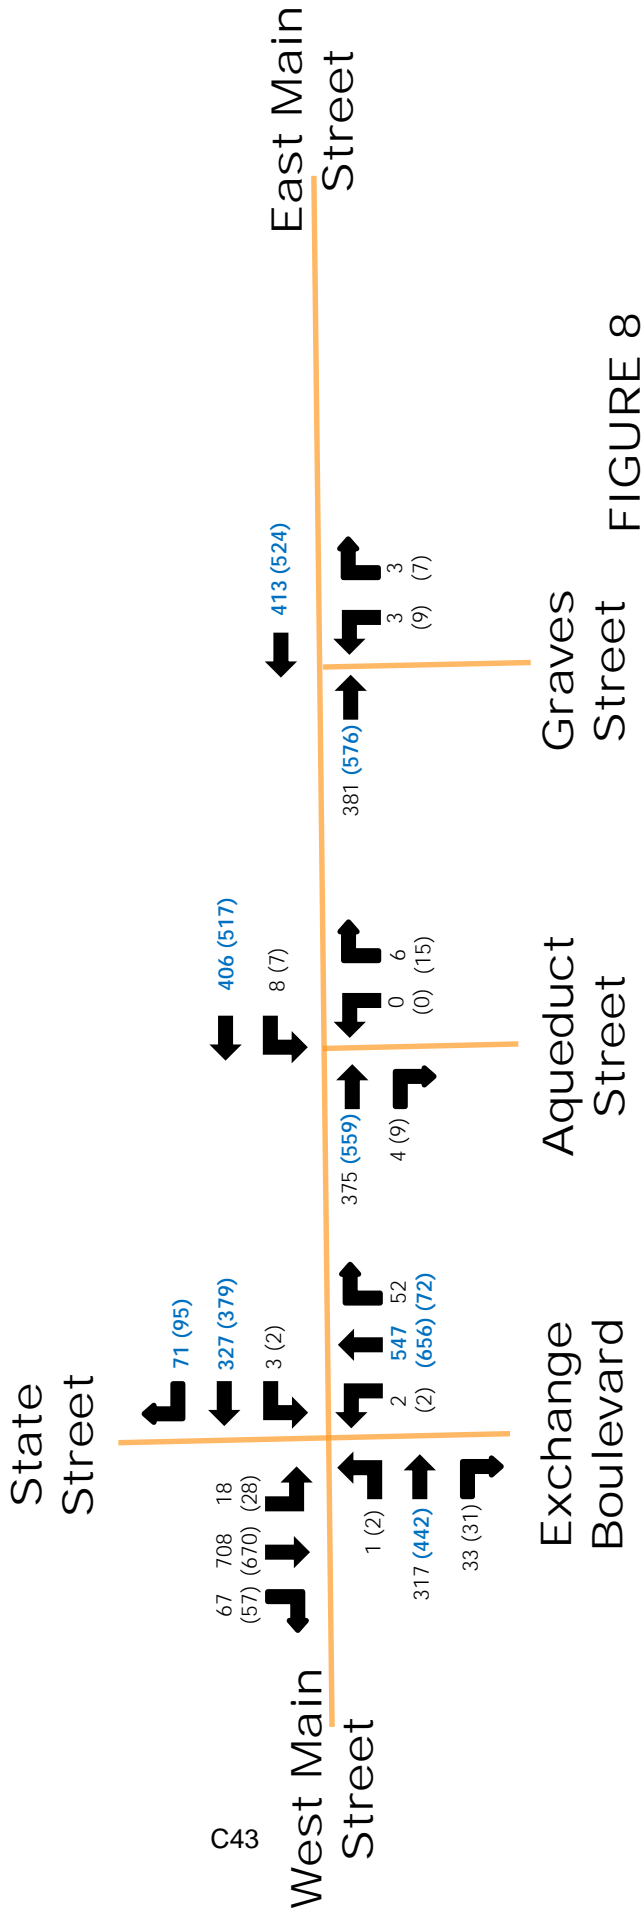 State
Street
67
(57)
708
(670)
18
(28)
71 (95)
327 (379)
3 (2)
406 (517)
8 (7)
413 (524)
East Main
Street
C43
West Main
Street
1 (2)
317 (442)
33 (31)
2
(2)
547
(656)
52
(72)
375 (559)
4 (9)
0
(0)
6
(15)
381 (576)
3
(9)
3
(7)
Exchange
Boulevard
Aqueduct
Street
Graves
Street
FIGURE 8